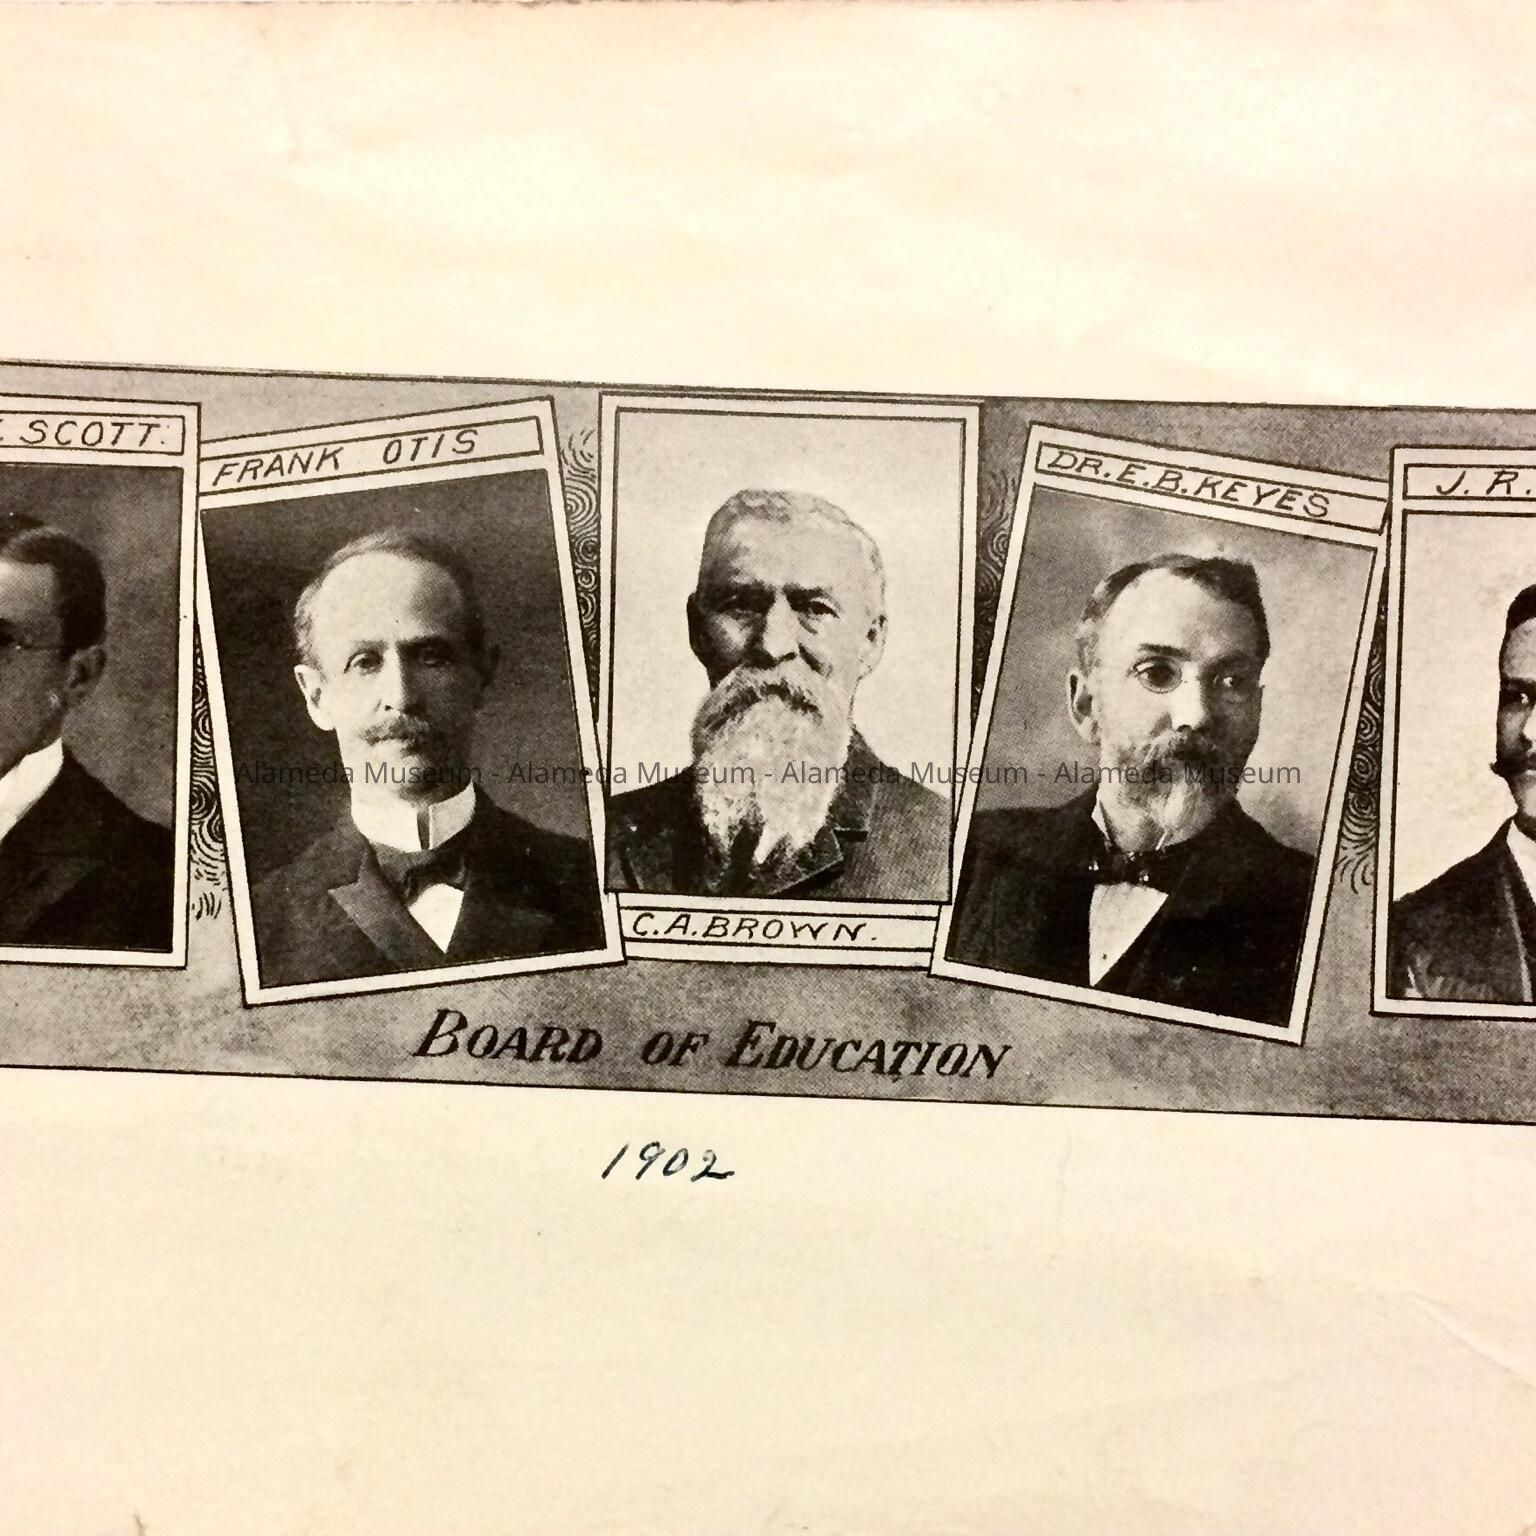 SCOTT.
FRANK OTIS
C.A.BROWN.
DR.E.B.KEYES
J. R.
Alameda Museum - Alameda Museum - Alameda Museum - Alameda Museum
BOARD OF EDUCATION
1902